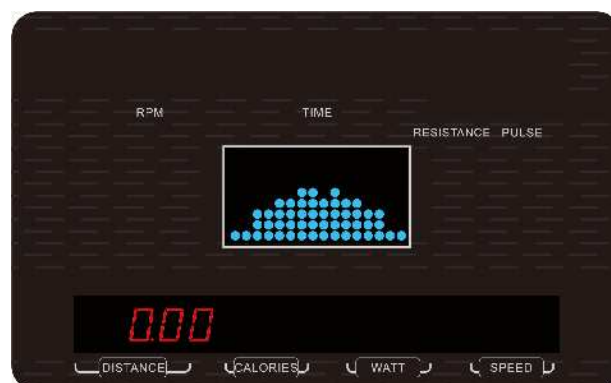 RPM TIME
RESISTANCE PULSE
0.00
DISTANCE CALORIES WATT SPEED